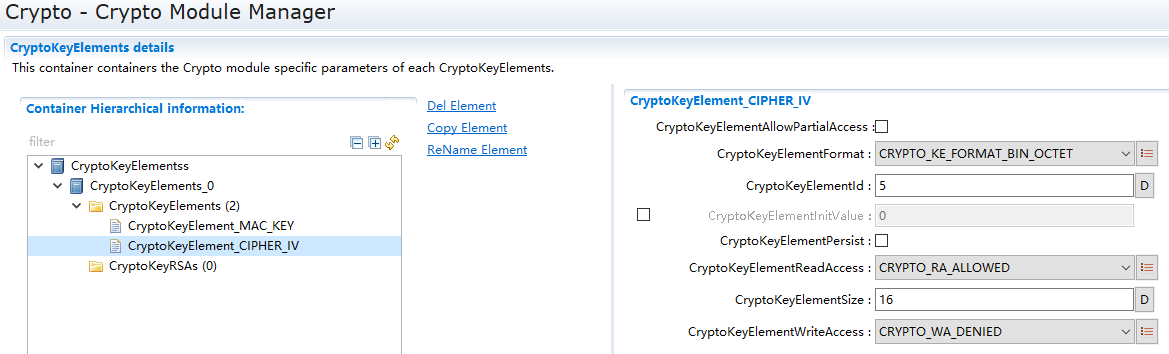 Crypto - Crypto Module Manager
CryptoKeyElements details
This container containers the Crypto module specific parameters of each CryptoKeyElements.
Container Hierarchical information:
filter
CryptoKeyElementss
CryptoKeyElements_0
CryptoKeyElements (2)
CryptoKeyElement_MAC_KEY
CryptoKeyElement_CIPHER_IV
CryptoKeyRSAs (0)
Del Element
Copy Element
ReName Element
CryptoKeyElement_CIPHER_IV
CryptoKeyElementAllowPartialAccess :
CryptoKeyElementFormat : CRYPTO_KE_FORMAT_BIN_OCTET
CryptoKeyElementId : 5 D
CryptoKeyElementInitValue : 0
CryptoKeyElementPersist :
CryptoKeyElementReadAccess : CRYPTO_RA_ALLOWED
CryptoKeyElementSize : 16 D
CryptoKeyElementWriteAccess : CRYPTO_WA_DENIED